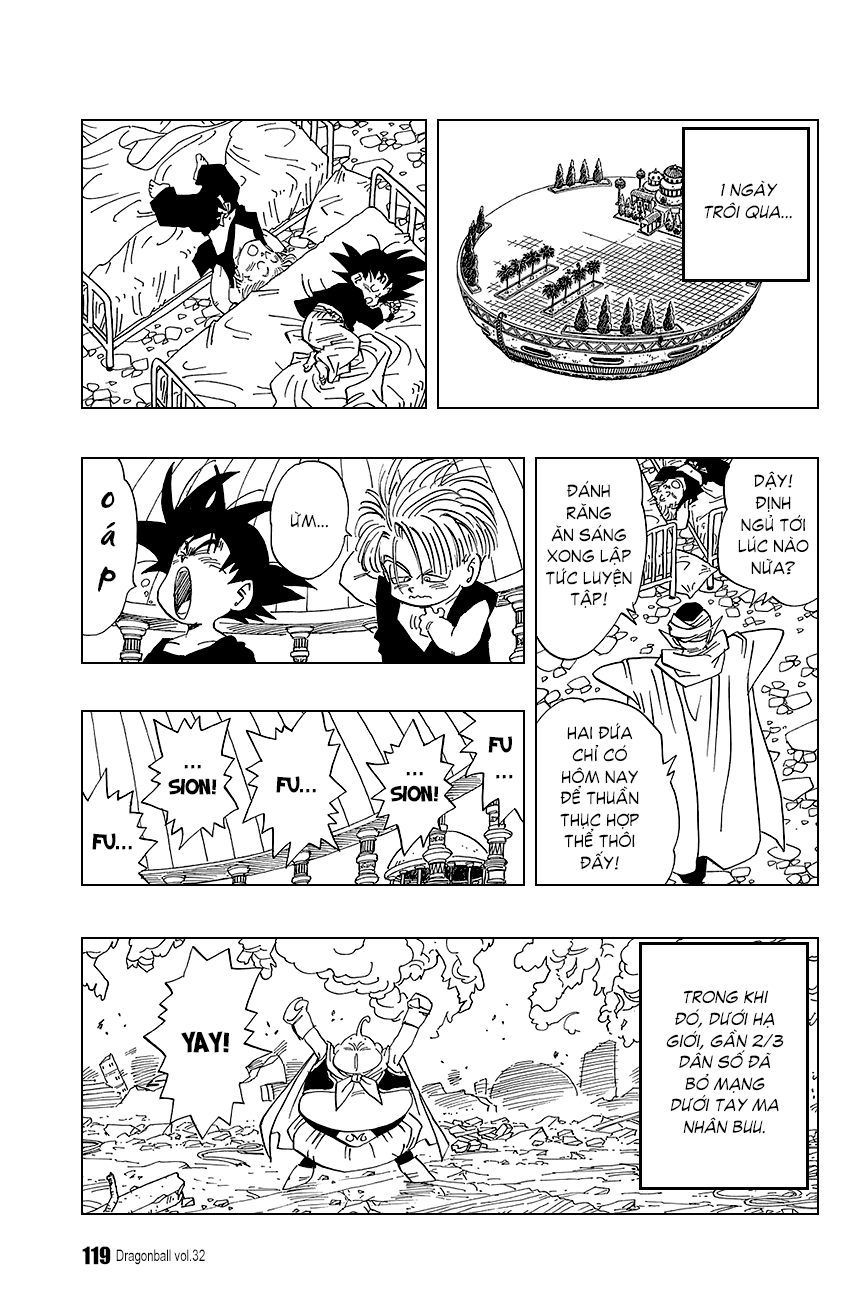 1 NGÀY
TRÔI QUA...
DẬY!
ĐỊNH
NGỦ TỚI
LÚC NÀO
NỮA?
ĐÁNH
RĂNG
ĂN SÁNG
XONG LẬP
TỨC LUYỆN
TẬP!
HAI ĐỨA
CHỈ CÓ
HÔM NAY
ĐỂ THUẦN
THỤC HỢP
THỂ THÔI
ĐẤY!
ỪM...
OÁP
FU
...
...
SION!
FU...
...
SION!
FU...
TRONG KHI
ĐÓ, DƯỚI HẠ
GIỚI, GẦN 2/3
DÂN SỐ ĐÃ
BỎ MẠNG
DƯỚI TAY MA
NHÂN BUU.
YAY!
119 Dragonball vol.32